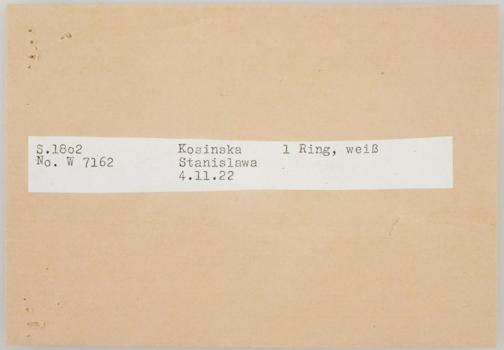 S.18o2 Kosinska 1 Ring, weiß
No. W 7162 Stanislawa
4.11.22